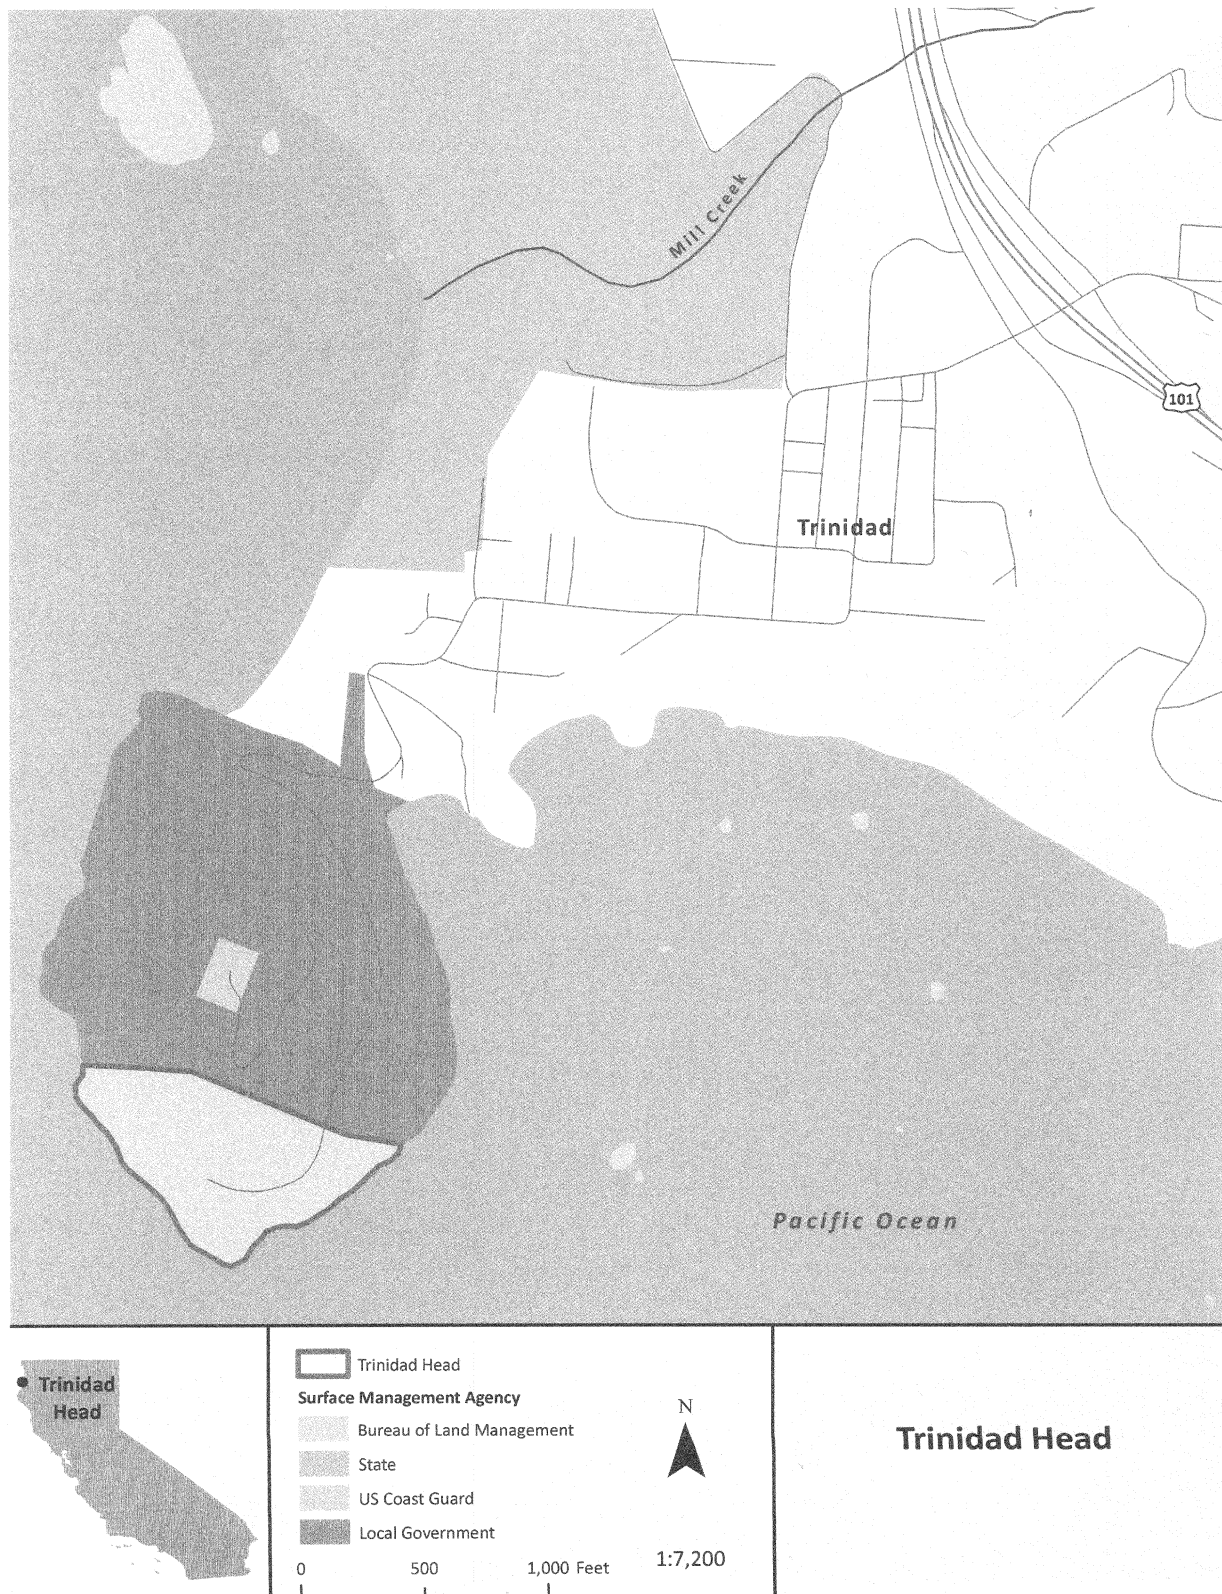 Mill Creek
101
Trinidad
Pacific Ocean
Trinidad
Head
Trinidad Head
Surface Management Agency
Bureau of Land Management
State
US Coast Guard
Local Government
0 500 1,000 Feet
N
1:7,200
Trinidad Head